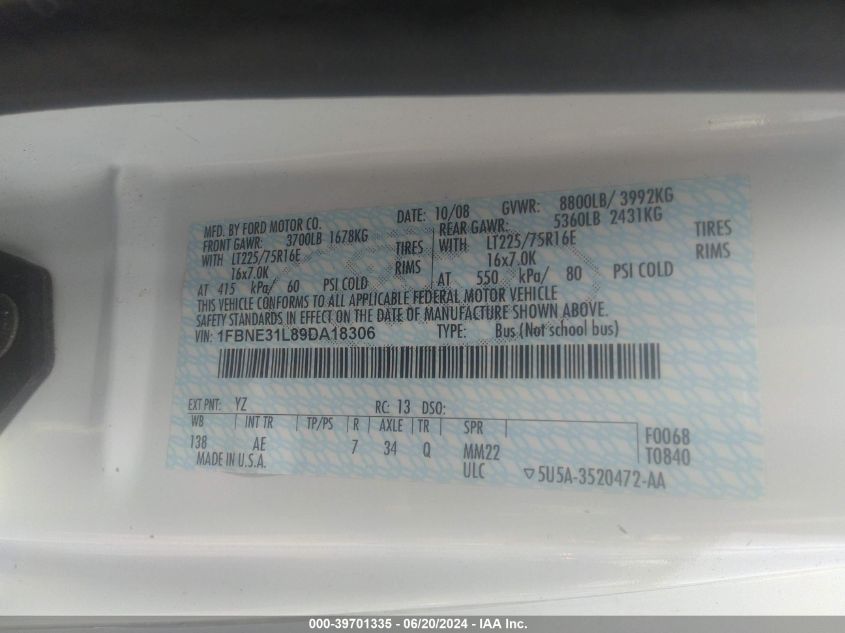 MFD. BY FORD MOTOR CO. DATE: 10/08 GVWR: 8800LB/ 3992KG
FRONT GAWR: 3700LB 1678KG REAR GAWR: 5360LB 2431KG
WITH LT225/75R16E TIRES WITH LT225/75R16E TIRES
16x7.0K RIMS 16x7.0K RIMS
AT 415 kPa/ 60 PSI COLD AT 550 kPa/ 80 PSI COLD
THIS VEHICLE CONFORMS TO ALL APPLICABLE FEDERAL MOTOR VEHICLE
SAFETY STANDARDS IN EFFECT ON THE DATE OF MANUFACTURE SHOWN ABOVE.
VIN: 1FBNE31L89DA18306 TYPE: Bus (Not school bus)
EXT PNT: YZ RC: 13 DSO:
WB INT TR TP/PS R AXLE TR SPR F0068
138 AE 7 34 Q MM22 T0840
MADE IN U.S.A. ULC ▽5U5A-3520472-AA
000-39701335 - 06/20/2024 - IAA Inc.